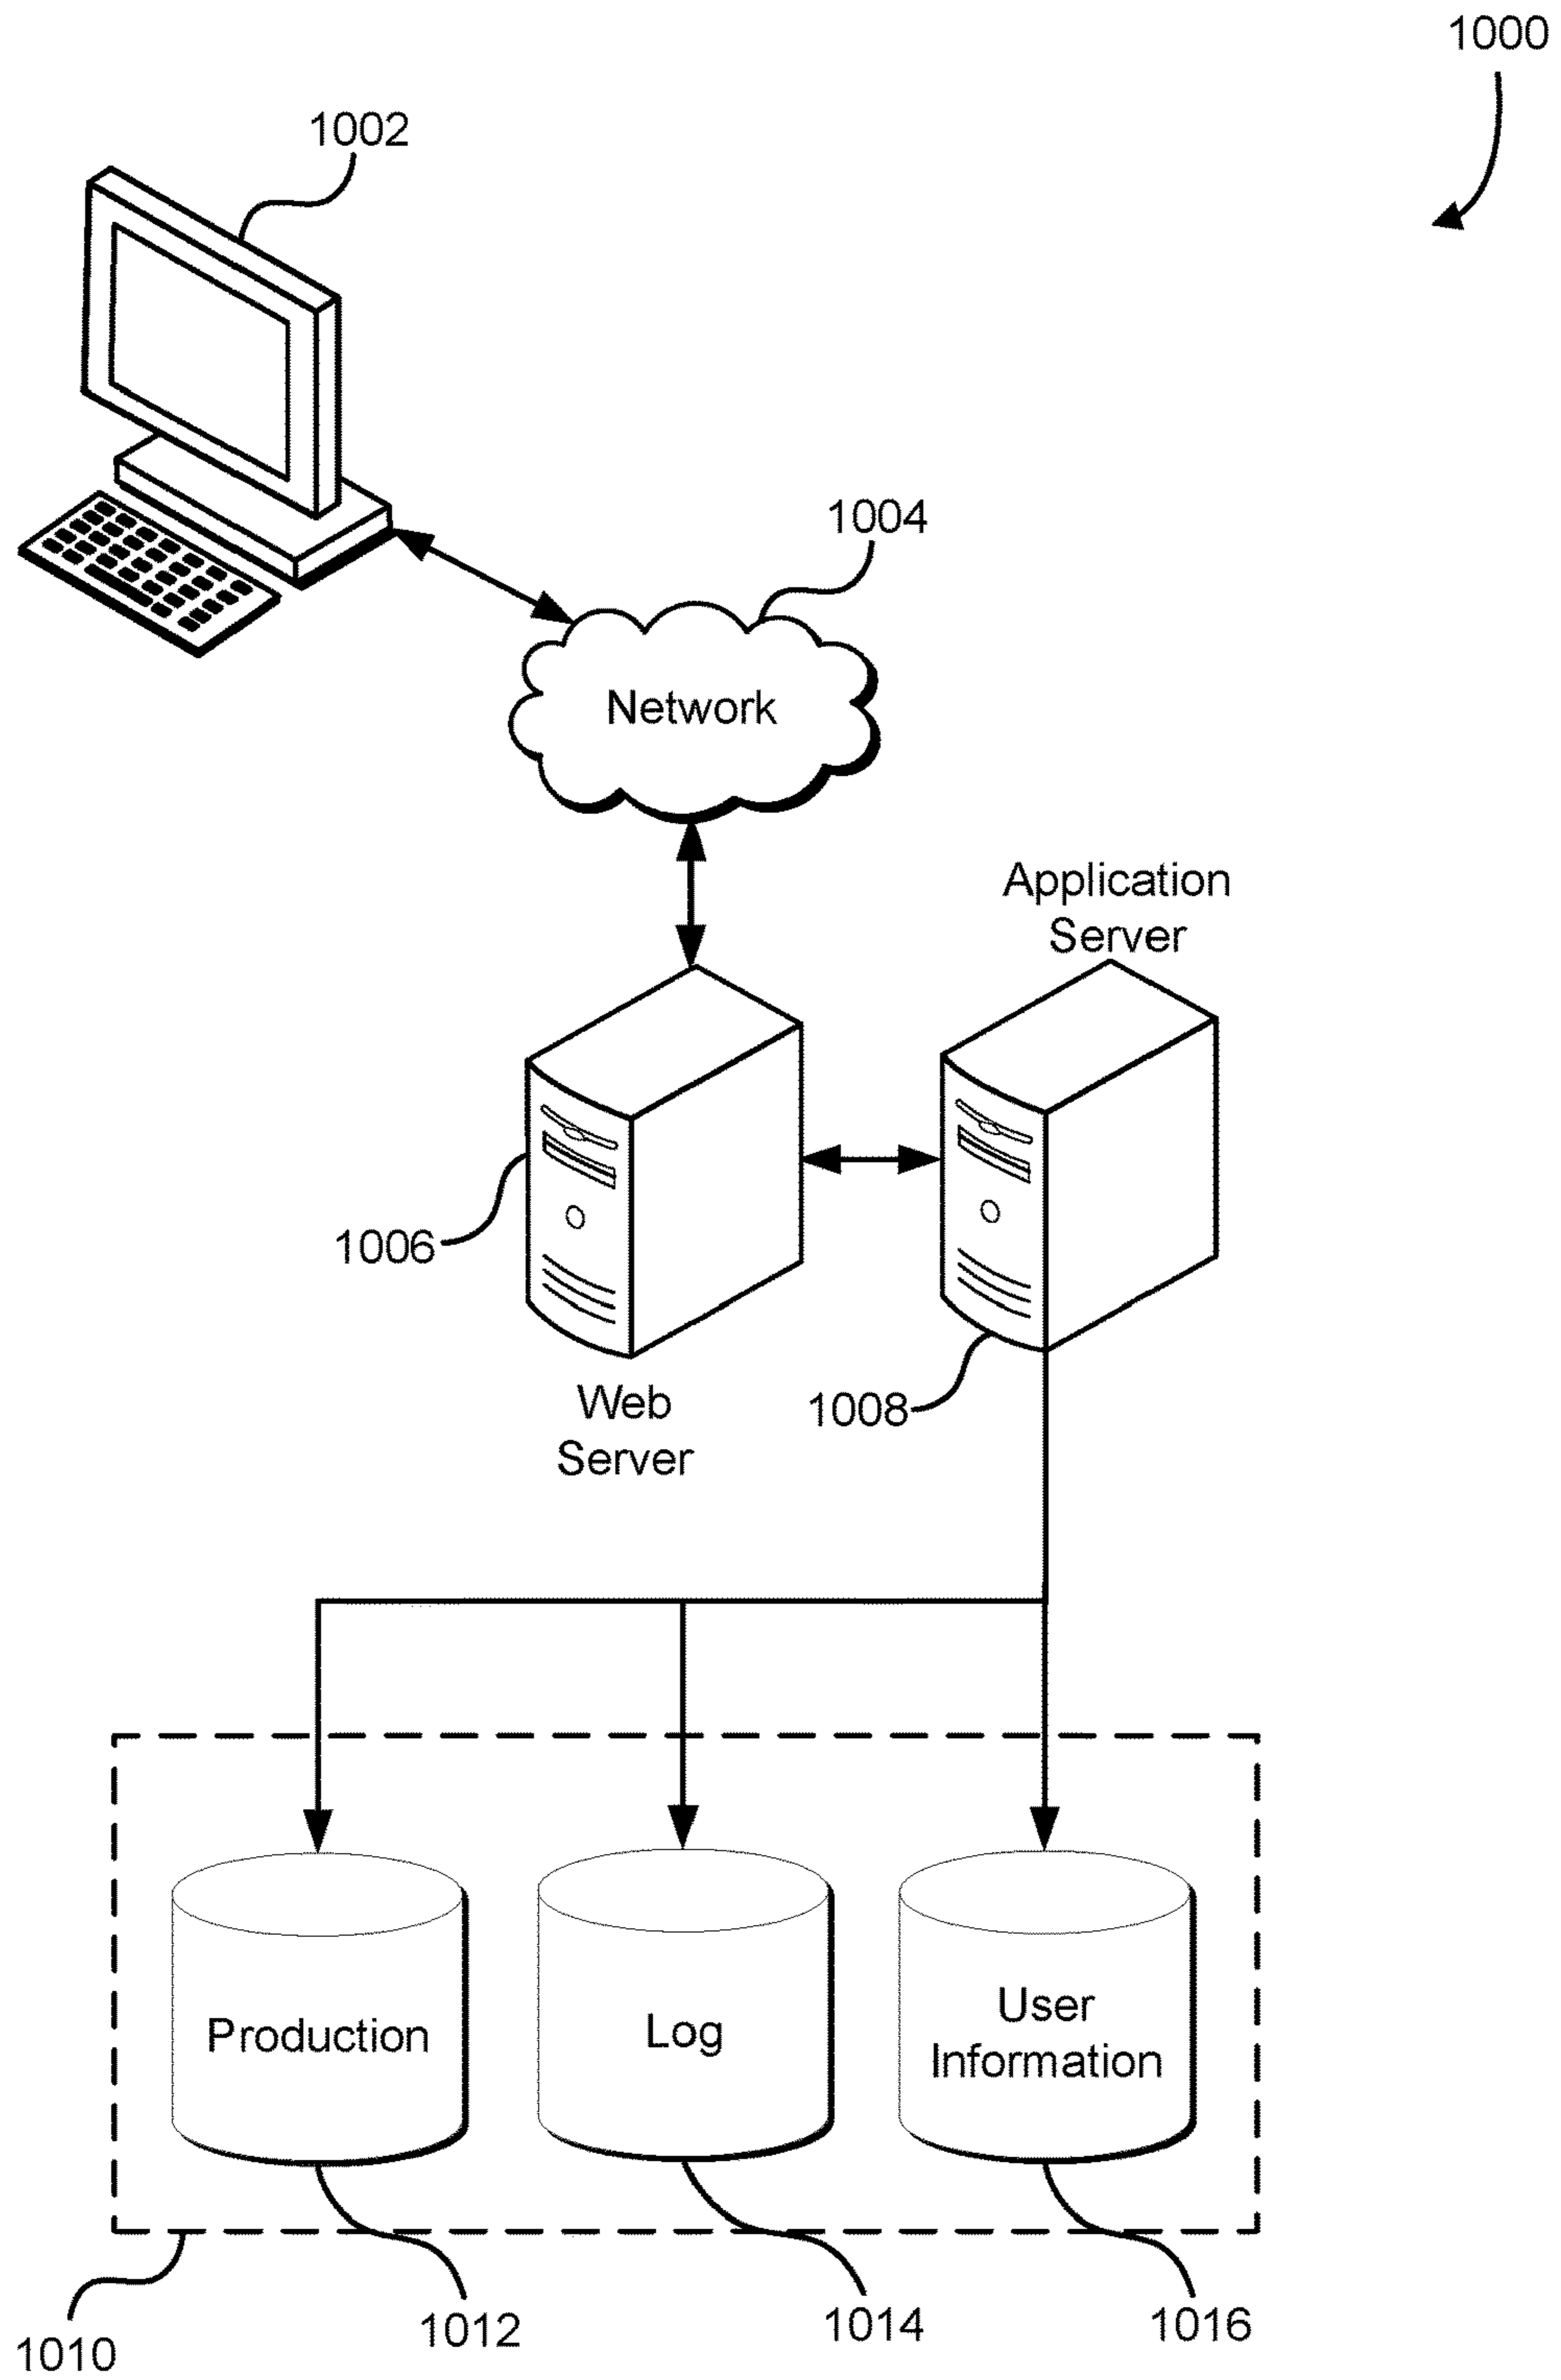 1000
1002
1004
Network
Application
Server
1006
1008
Web
Server
Production
Log
User
Information
1010
1012
1014
1016